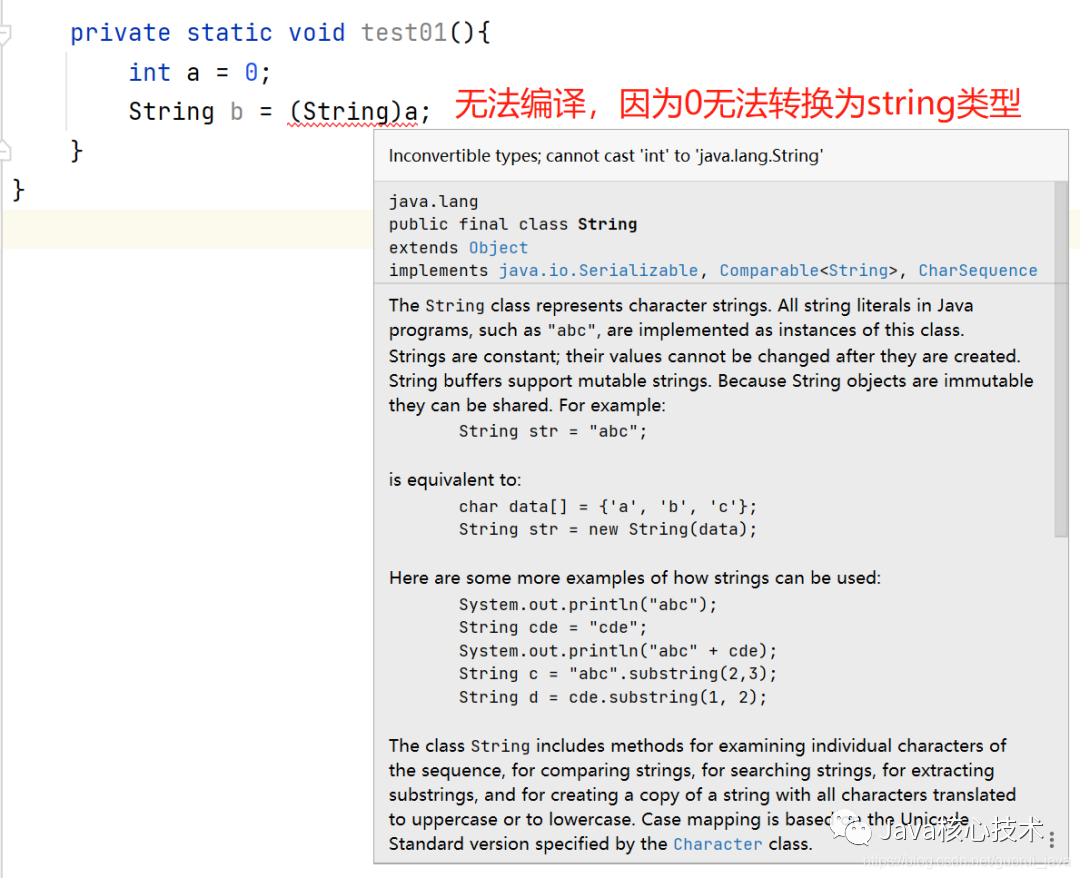 private static void test01(){
int a = 0;
String b = (String)a; 无法编译，因为0无法转换为string类型
}
}
Inconvertible types; cannot cast 'int' to 'java.lang.String'
java.lang
public final class String
extends Object
implements java.io.Serializable, Comparable<String>, CharSequence
The String class represents character strings. All string literals in Java
programs, such as "abc", are implemented as instances of this class.
Strings are constant; their values cannot be changed after they are created.
String buffers support mutable strings. Because String objects are immutable
they can be shared. For example:
String str = "abc";
is equivalent to:
char data[] = {'a', 'b', 'c'};
String str = new String(data);
Here are some more examples of how strings can be used:
System.out.println("abc");
String cde = "cde";
System.out.println("abc" + cde);
String c = "abc".substring(2,3);
String d = cde.substring(1, 2);
The class String includes methods for examining individual characters of
the sequence, for comparing strings, for searching strings, for extracting
substrings, and for creating a copy of a string with all characters translated
to uppercase or to lowercase. Case mapping is based on the Unicode
Standard version specified by the Character class.
Java核心技术